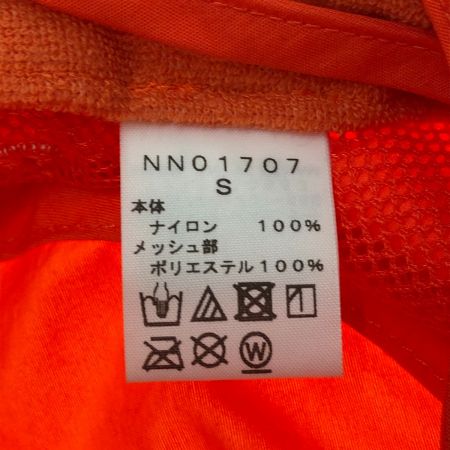 NN01707
S
本体
ナイロン 100%
メッシュ部
ポリエステル100%
W